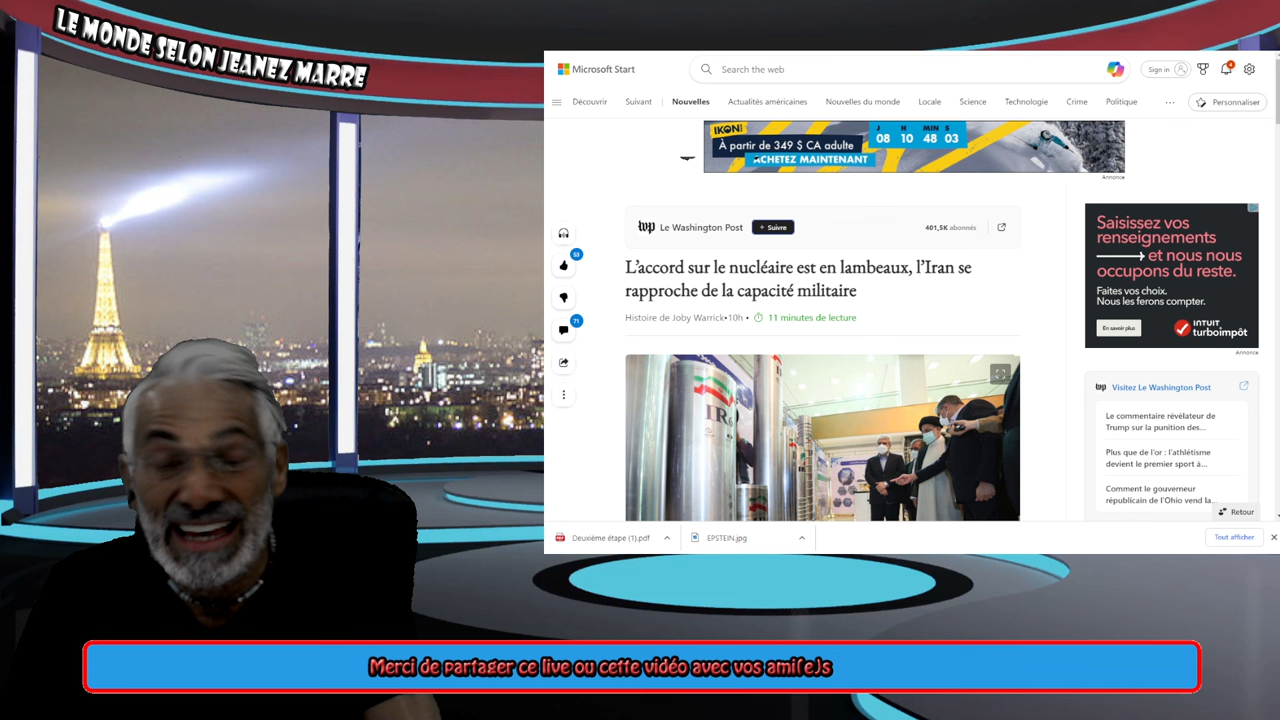 LE MONDE SELON JEANEZ MARRE
Microsoft Start
Search the web
Sign in
4
Découvrir
Suivant
Nouvelles
Actualités américaines
Nouvelles du monde
Locale
Science
Technologie
Crime
Politique
...
Personnaliser
IKON
À partir de 349 $ CA adulte
ACHETEZ MAINTENANT
J H MIN S
08 10 48 03
Annonce
wp Le Washington Post
+ Suivre
401,5K abonnés
L'accord sur le nucléaire est en lambeaux, l'Iran se
rapproche de la capacité militaire
Histoire de Joby Warrick•10h •
11 minutes de lecture
53
71
IRA
Saisissez vos
renseignements
et nous nous
occupons du reste.
Faites vos choix.
Nous les ferons compter.
En savoir plus
INTUIT
turboimpôt
Annonce
wp Visitez Le Washington Post
Le commentaire révélateur de
Trump sur la punition des...
Plus que de l'or : l'athlétisme
devient le premier sport à...
Comment le gouverneur
républicain de l'Ohio vend la...
Retour
Deuxième étape (1).pdf
EPSTEIN.jpg
Tout afficher
Merci de partager ce live ou cette vidéo avec vos ami(e)s